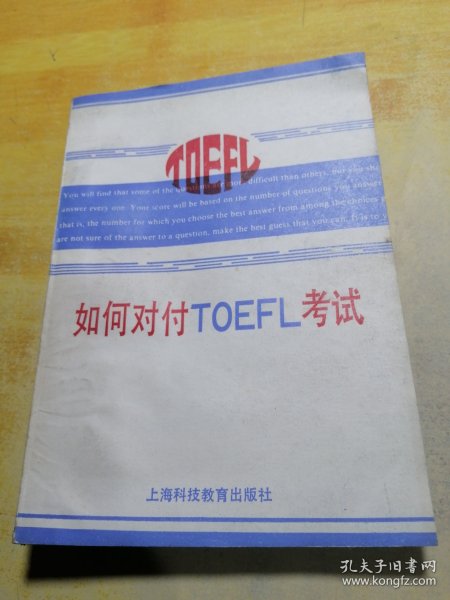 TOEFL
You will find that some of the questions are more difficult than others, but you sho
answer every one. Your score will be based on the number of questions you answer
that is, the number for which you choose the best answer from among the choices
are not sure of the answer to a question, make the best guess that you can. It is to y
如何对付TOEFL考试
上海科技教育出版社
孔夫子旧书网
www.kongfz.com